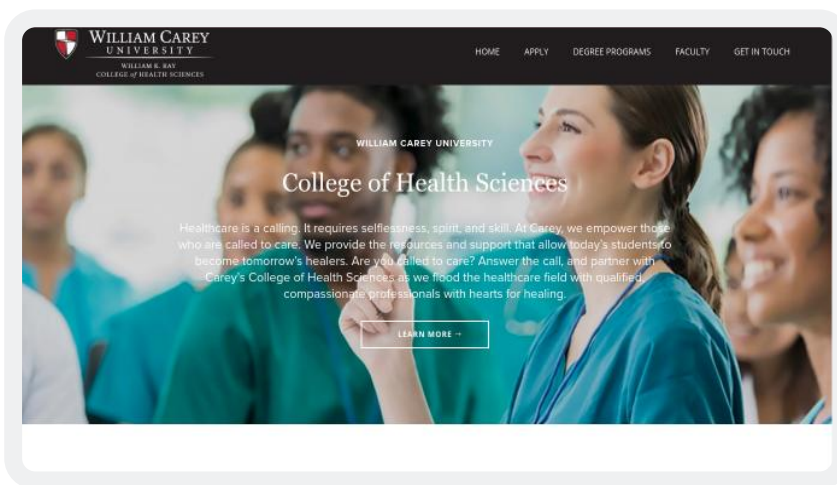 WILLIAM CAREY
UNIVERSITY
WILLIAM K. RAY
COLLEGE of HEALTH SCIENCES
HOME APPLY DEGREE PROGRAMS FACULTY GET IN TOUCH
WILLIAM CAREY UNIVERSITY
College of Health Sciences
Healthcare is a calling. It requires selflessness, spirit, and skill. At Carey, we empower those
who are called to care. We provide the resources and support that allow today's students to
become tomorrow's healers. Are you called to care? Answer the call, and partner with
Carey's College of Health Sciences as we flood the healthcare field with qualified,
compassionate professionals with hearts for healing.
LEARN MORE →